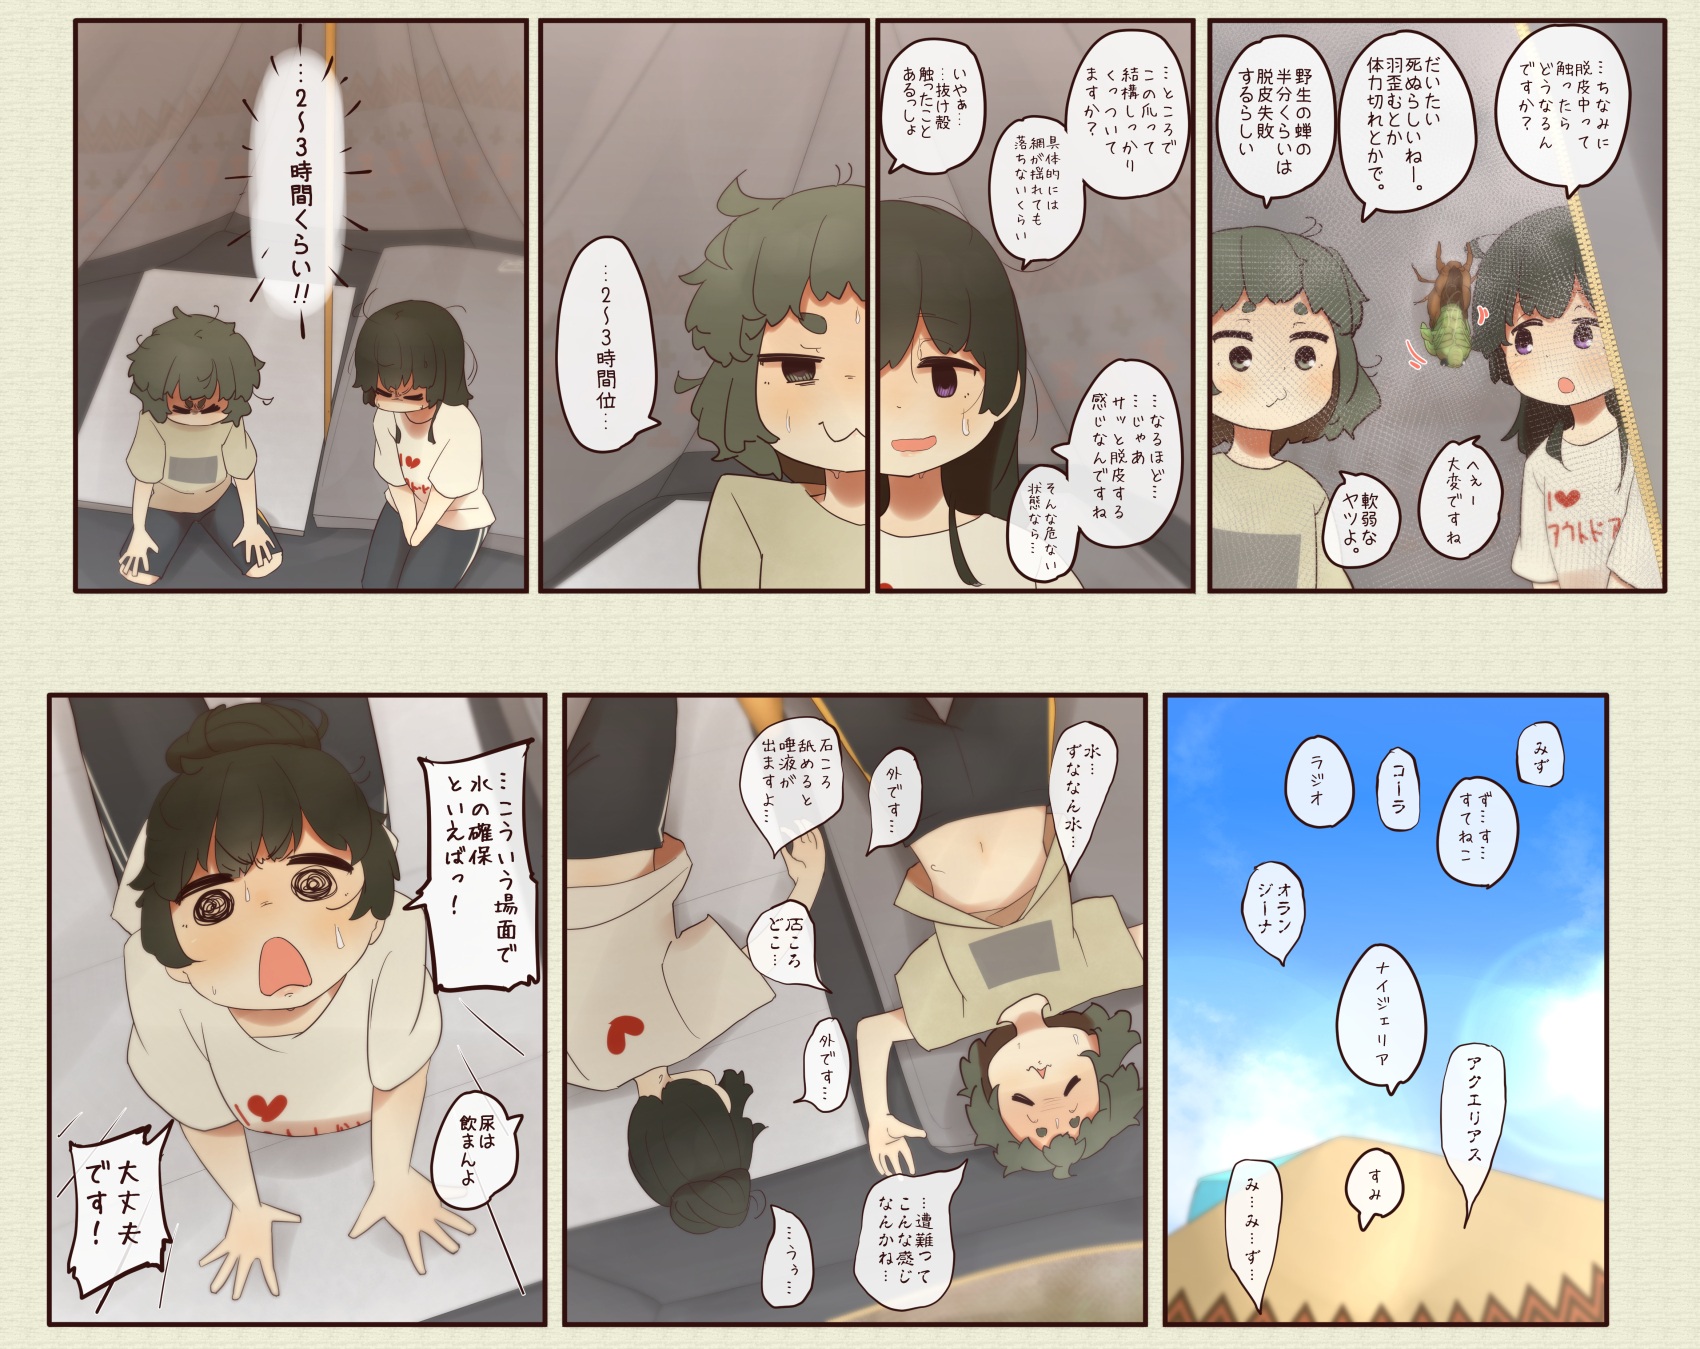 …ちなみに
脱皮中って
触ったら
どうなるん
ですか？
だいたい
死ぬらしいねー。
羽歪むとか
体力切れとかで。
野生の蝉の
半分くらいは
脱皮失敗
するらしい
へぇー
大変ですね
軟弱な
ヤツよ。
I♥
アウトドア
…ところで
この爪って
結構しっかり
くっついて
ますか？
いやぁ…
…抜け殻
触ったこと
あるっしょ
具体的には
網が揺れても
落ちないくらい
…なるほど…
…じゃあ
サッと脱皮する
感じなんですね
そんな危ない
状態なら…
…2～3時間位…
…2～3時間くらい!!
みず
ず…す…
すてねこ
コーラ
ラジオ
オラン
ジーナ
ナイジェリア
アクエリアス
すみ
み…み…ず…
水…
ずななん水…
外です…
石ころ
舐めると
唾液が
出ますよ…
石ころ
どこ…
外です…
…遭難って
こんな感じ
なんかね…
…うぅ…
…こういう場面で
水の確保
といえばっ！
尿は
飲まんよ
大丈夫
です！